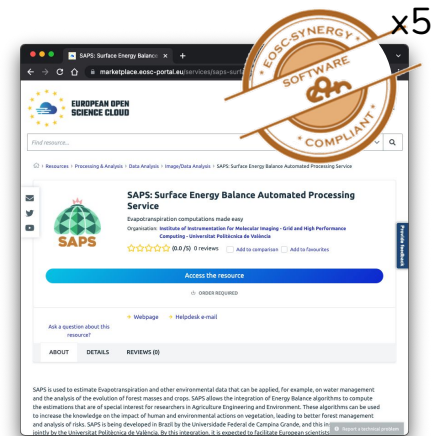 x5
EOSC-SYNERGY
SOFTWARE
COMPLIANT
SAPS: Surface Energy Balance
marketplace.eosc-portal.eu/services/saps-surf
EUROPEAN OPEN
SCIENCE CLOUD
Find resource...
Resources › Processing & Analysis › Data Analysis › Image/Data Analysis › SAPS: Surface Energy Balance Automated Processing Service
SAPS
SAPS: Surface Energy Balance Automated Processing
Service
Evapotranspiration computations made easy
Organisation: Institute of Instrumentation for Molecular Imaging - Grid and High Performance
Computing - Universitat Politècnica de València
(0.0 /5) 0 reviews Add to comparison Add to favourites
Provide feedback
Access the resource
ORDER REQUIRED
Webpage Helpdesk e-mail
Ask a question about this
resource?
ABOUT DETAILS REVIEWS (0)
SAPS is used to estimate Evapotranspiration and other environmental data that can be applied, for example, on water management
and the analysis of the evolution of forest masses and crops. SAPS allows the integration of Energy Balance algorithms to compute
the estimations that are of special interest for researchers in Agriculture Engineering and Environment. These algorithms can be used
to increase the knowledge on the impact of human and environmental actions on vegetation, leading to better forest management
and analysis of risks. SAPS is being developed in Brazil by the Universidade Federal de Campina Grande, and this in
jointly by the Universitat Politècnica de València. By this integration, it is expected to facilitate European scientists
Report a technical problem